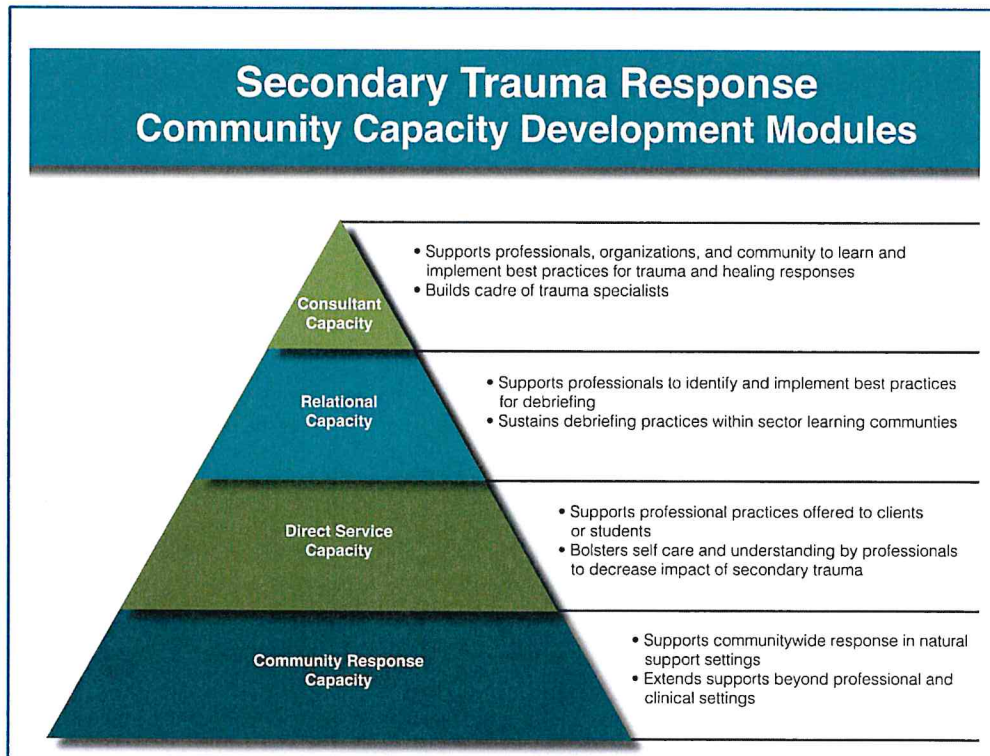 Secondary Trauma Response
Community Capacity Development Modules
Consultant
Capacity
• Supports professionals, organizations, and community to learn and
implement best practices for trauma and healing responses
• Builds cadre of trauma specialists
Relational
Capacity
• Supports professionals to identify and implement best practices
for debriefing
• Sustains debriefing practices within sector learning communties
Direct Service
Capacity
• Supports professional practices offered to clients
or students
• Bolsters self care and understanding by professionals
to decrease impact of secondary trauma
Community Response
Capacity
• Supports communitywide response in natural
support settings
• Extends supports beyond professional and
clinical settings